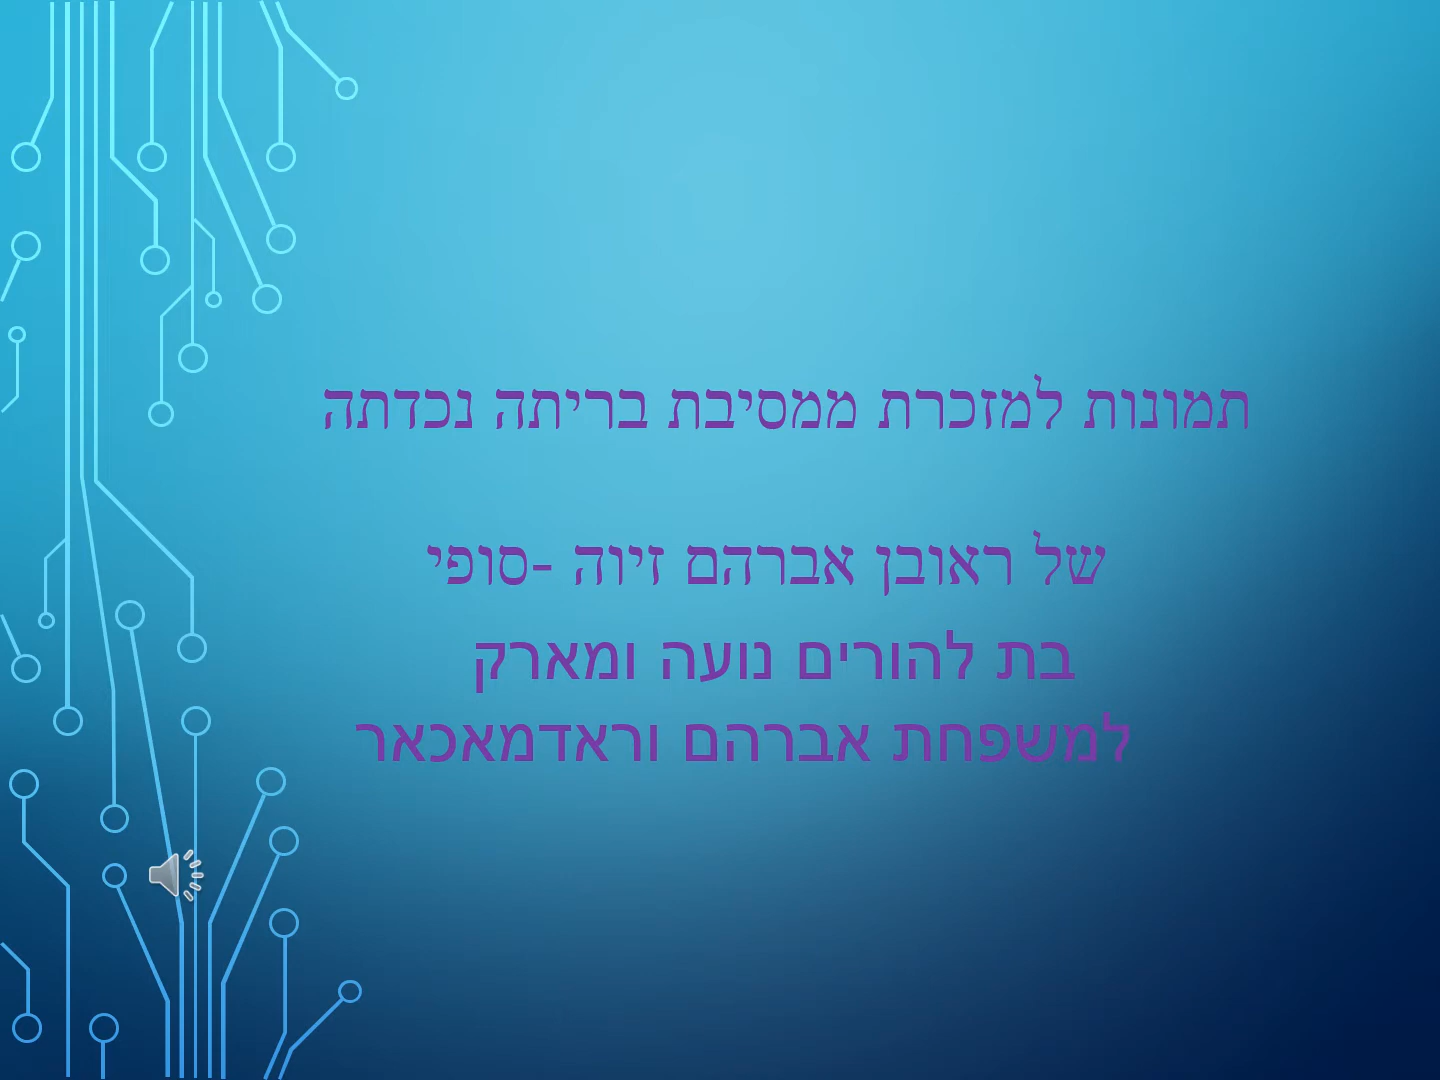 תמונות למזכרת ממסיבת בריתה נכדתה
של ראובן אברהם זיוה -סופי
בת להורים נועה ומארק
למשפחת אברהם וראדמאכאר